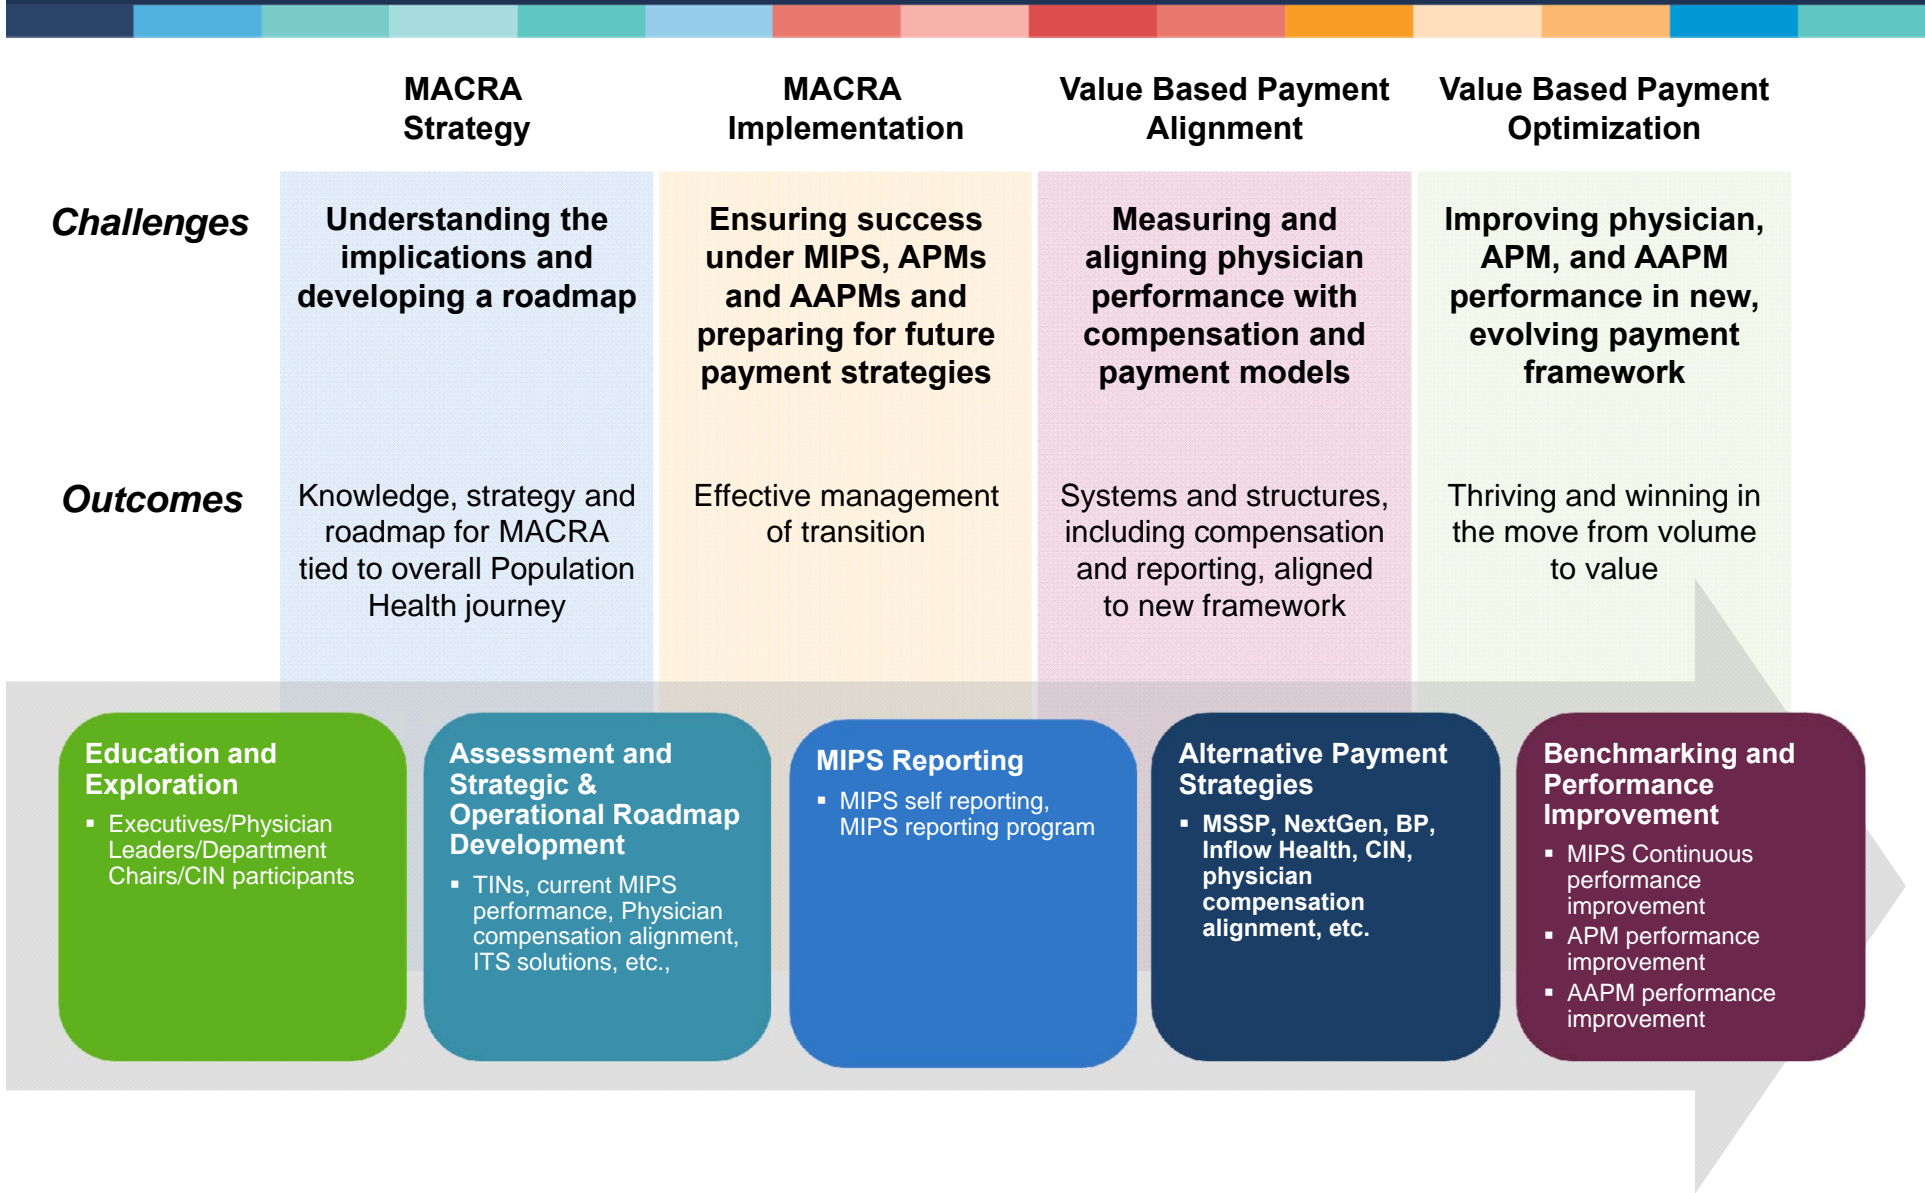 MACRA
Strategy
MACRA
Implementation
Value Based Payment
Alignment
Value Based Payment
Optimization
Challenges
Understanding the
implications and
developing a roadmap
Ensuring success
under MIPS, APMs
and AAPMs and
preparing for future
payment strategies
Measuring and
aligning physician
performance with
compensation and
payment models
Improving physician,
APM, and AAPM
performance in new,
evolving payment
framework
Outcomes
Knowledge, strategy and
roadmap for MACRA
tied to overall Population
Health journey
Effective management
of transition
Systems and structures,
including compensation
and reporting, aligned
to new framework
Thriving and winning in
the move from volume
to value
Education and
Exploration
▪ Executives/Physician
Leaders/Department
Chairs/CIN participants
Assessment and
Strategic &
Operational Roadmap
Development
▪ TINs, current MIPS
performance, Physician
compensation alignment,
ITS solutions, etc.,
MIPS Reporting
▪ MIPS self reporting,
MIPS reporting program
Alternative Payment
Strategies
▪ MSSP, NextGen, BP,
Inflow Health, CIN,
physician
compensation
alignment, etc.
Benchmarking and
Performance
Improvement
▪ MIPS Continuous
performance
improvement
▪ APM performance
improvement
▪ AAPM performance
improvement